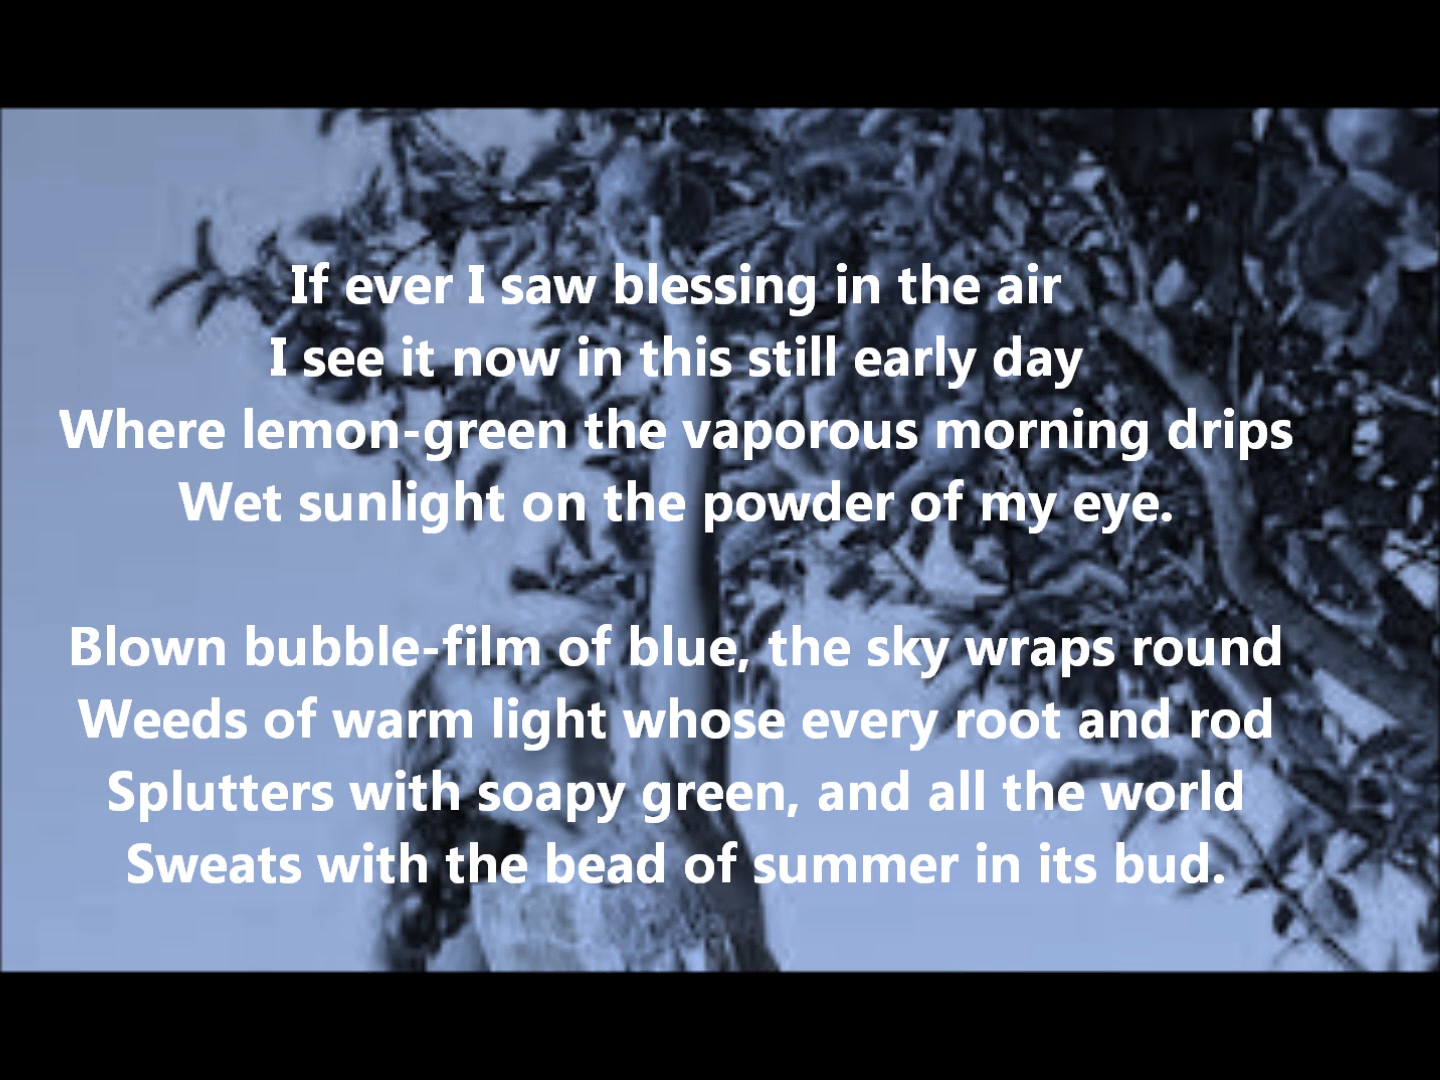 If ever I saw blessing in the air
I see it now in this still early day
Where lemon-green the vaporous morning drips
Wet sunlight on the powder of my eye.
Blown bubble-film of blue, the sky wraps round
Weeds of warm light whose every root and rod
Splutters with soapy green, and all the world
Sweats with the bead of summer in its bud.